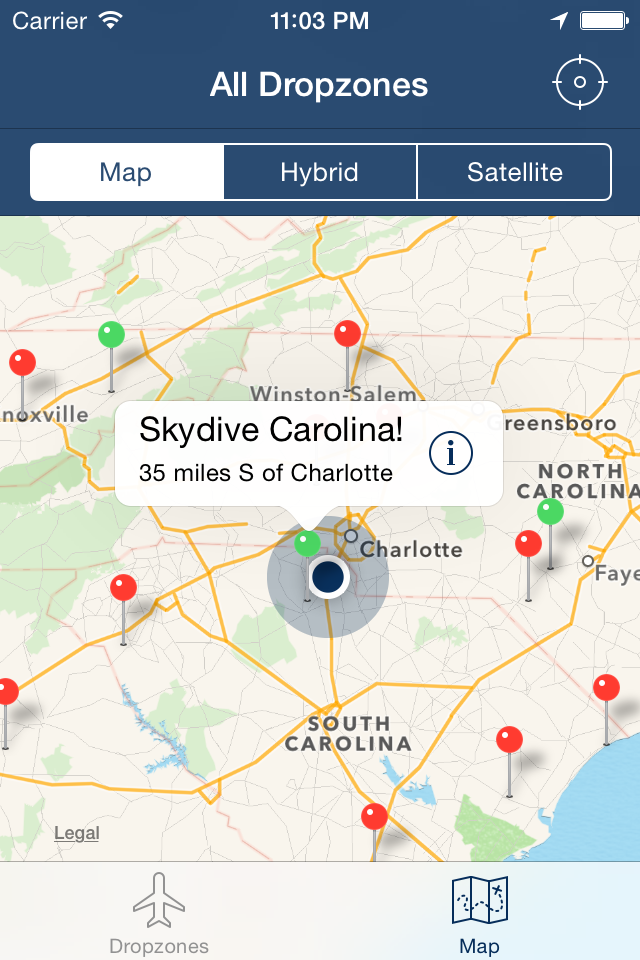 Carrier 11:03 PM
All Dropzones
Map Hybrid Satellite
Winston-Salem
noxville
reensboro
Skydive Carolina!
35 miles S of Charlotte
NORTH
CAROLINA
Charlotte
Faye
SOUTH
CAROLINA
Legal
Dropzones Map